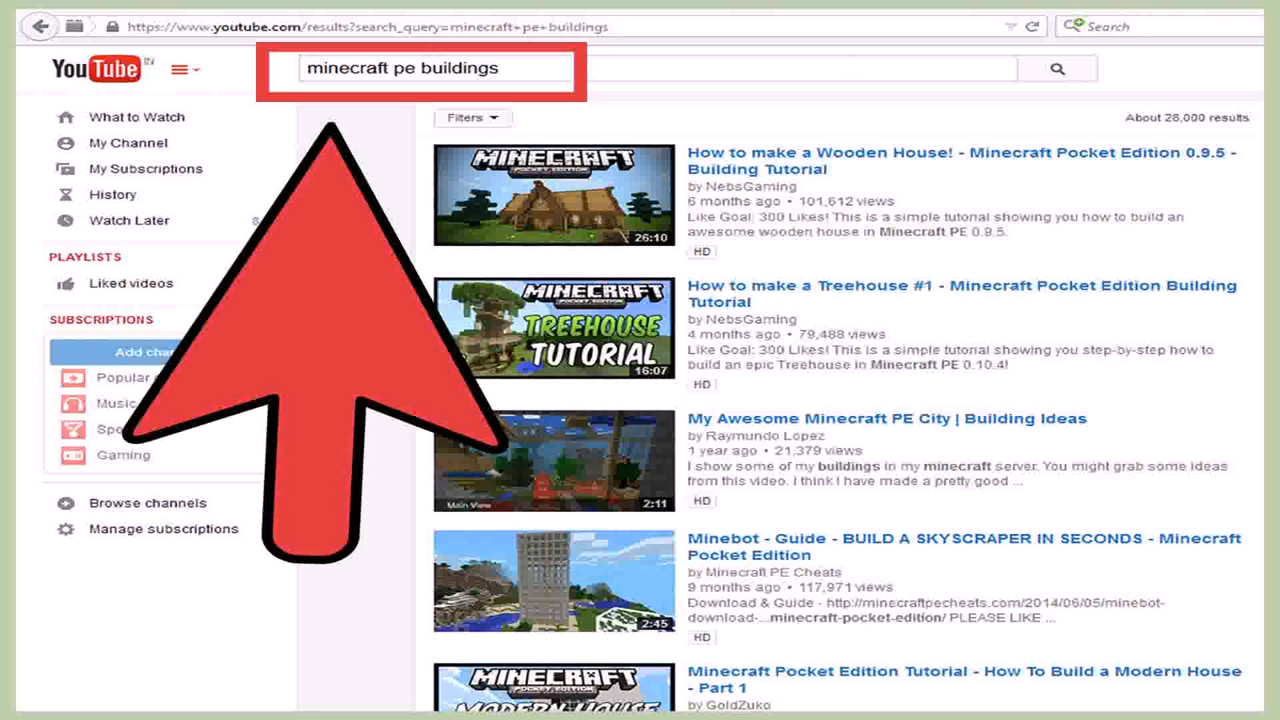 https://www.youtube.com/results?search_query=minecraft+pe+buildings
Search
YouTube IN
minecraft pe buildings
What to Watch
My Channel
My Subscriptions
History
Watch Later
PLAYLISTS
Liked videos
SUBSCRIPTIONS
Add
Popular
Music
Gaming
Browse channels
Manage subscriptions
Filters
About 28,000 results
MINECRAFT
POCKET EDITION
26:10
How to make a Wooden House! - Minecraft Pocket Edition 0.9.5 -
Building Tutorial
by NebsGaming
6 months ago • 101,612 views
Like Goal: 300 Likes! This is a simple tutorial showing you how to build an
awesome wooden house in Minecraft PE 0.9.5.
HD
MINECRAFT
POCKET EDITION
TREEHOUSE
TUTORIAL
16:07
How to make a Treehouse #1 - Minecraft Pocket Edition Building
Tutorial
by NebsGaming
4 months ago • 79,488 views
Like Goal: 300 Likes! This is a simple tutorial showing you step-by-step how to
build an epic Treehouse in Minecraft PE 0.10.4!
HD
Main View
2:11
My Awesome Minecraft PE City | Building Ideas
by Raymundo Lopez
1 year ago • 21,379 views
I show some of my buildings in my minecraft server. You might grab some ideas
from this video. I think I have made a pretty good ...
HD
2:45
Minebot - Guide - BUILD A SKYSCRAPER IN SECONDS - Minecraft
Pocket Edition
by Minecraft PE Cheats
9 months ago • 117,971 views
Download & Guide - http://minecraftpecheats.com/2014/06/05/minebot-
download-...minecraft-pocket-edition/ PLEASE LIKE ...
HD
MINECRAFT
POCKET EDITION
MODERN HOUSE
Minecraft Pocket Edition Tutorial - How To Build a Modern House
- Part 1
by GoldZuko